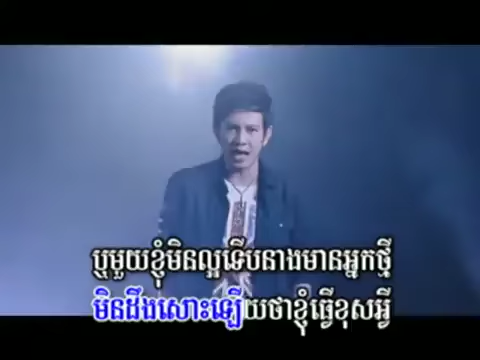 ឬមួយខ្ញុំមិនល្អទើបនាងមានអ្នកថ្មី
មិនដឹងសោះឡើយថាខ្ញុំធ្វើខុសអ្វី